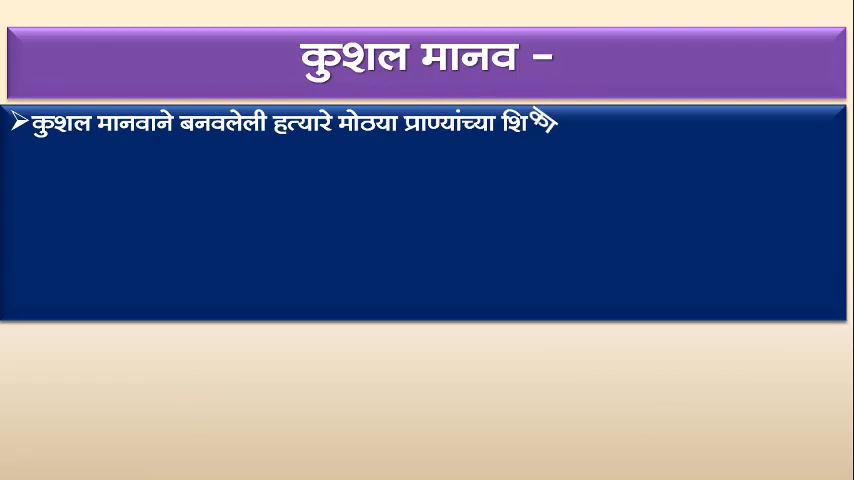 कुशल मानव –
➢कुशल मानवाने बनवलेली हत्यारे मोठया प्राण्यांच्या शिका